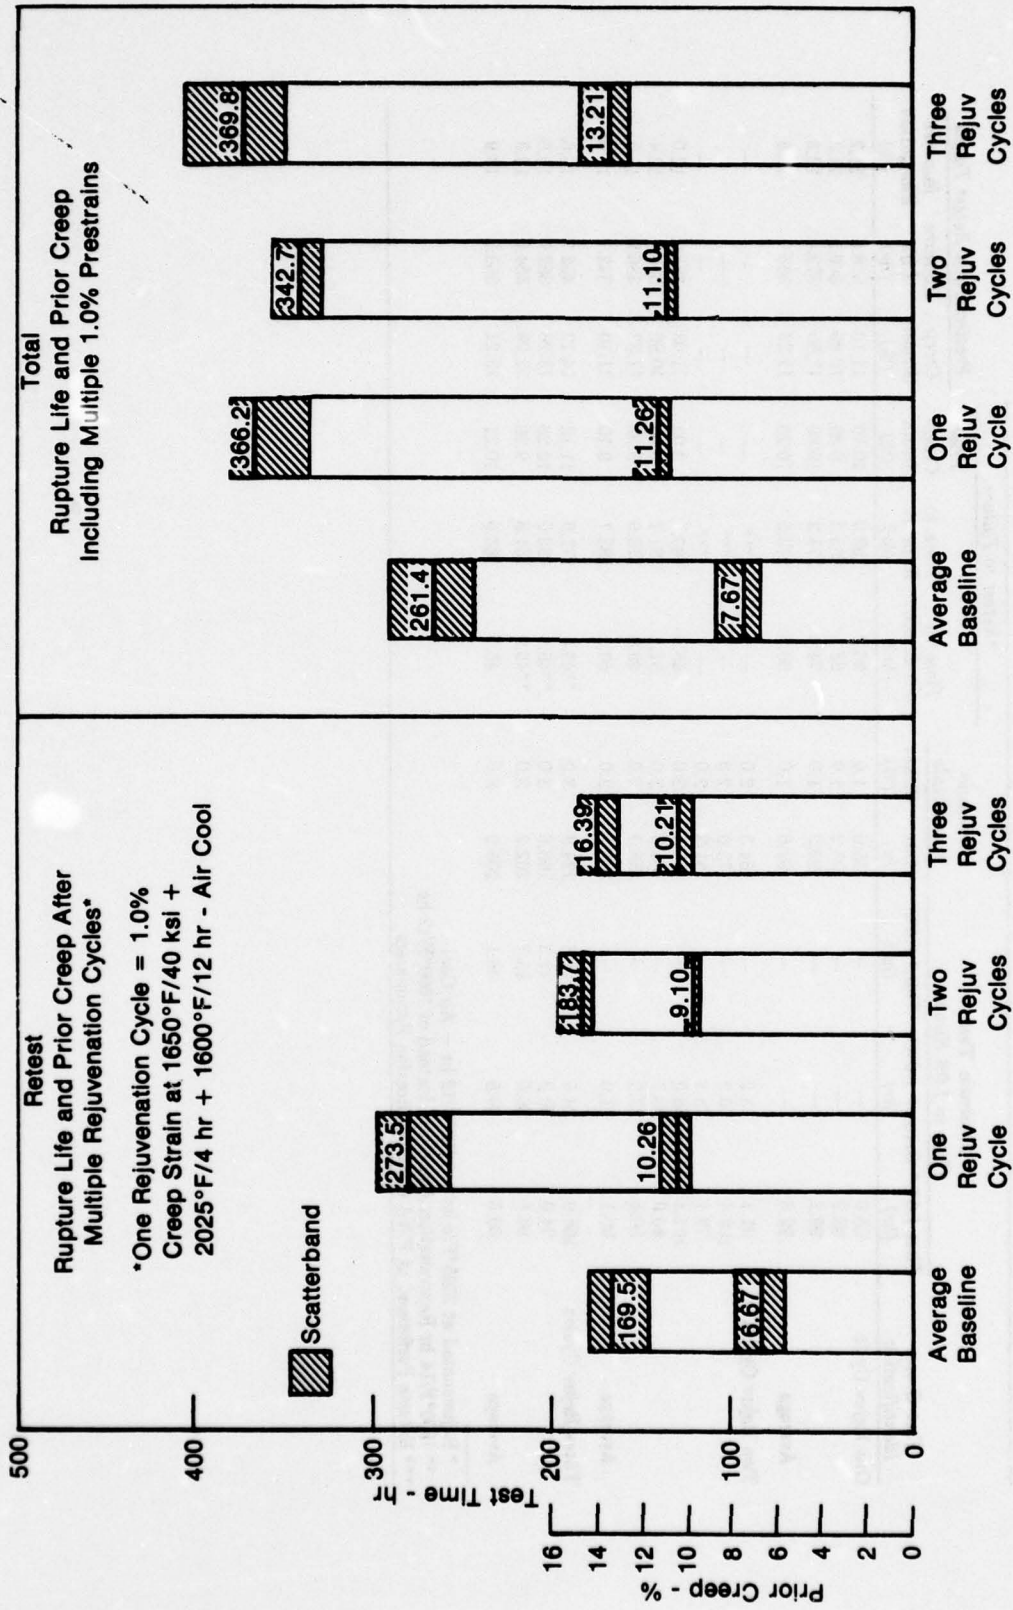 Retest
Rupture Life and Prior Creep After
Multiple Rejuvenation Cycles*
*One Rejuvenation Cycle = 1.0%
Creep Strain at 1650°F/40 ksi +
2025°F/4 hr + 1600°F/12 hr - Air Cool
Scatterband
Total
Rupture Life and Prior Creep
Including Multiple 1.0% Prestrains
500
400
300
200
100
0
Test Time - hr
16
14
12
10
8
6
4
2
0
Prior Creep - %
169.5
6.67
273.5
10.26
183.7
9.10
16.39
10.21
261.4
7.67
366.2
11.26
342.7
11.10
369.8
13.21
Average
Baseline
One
Rejuv
Cycle
Two
Rejuv
Cycles
Three
Rejuv
Cycles
Average
Baseline
One
Rejuv
Cycle
Two
Rejuv
Cycles
Three
Rejuv
Cycles